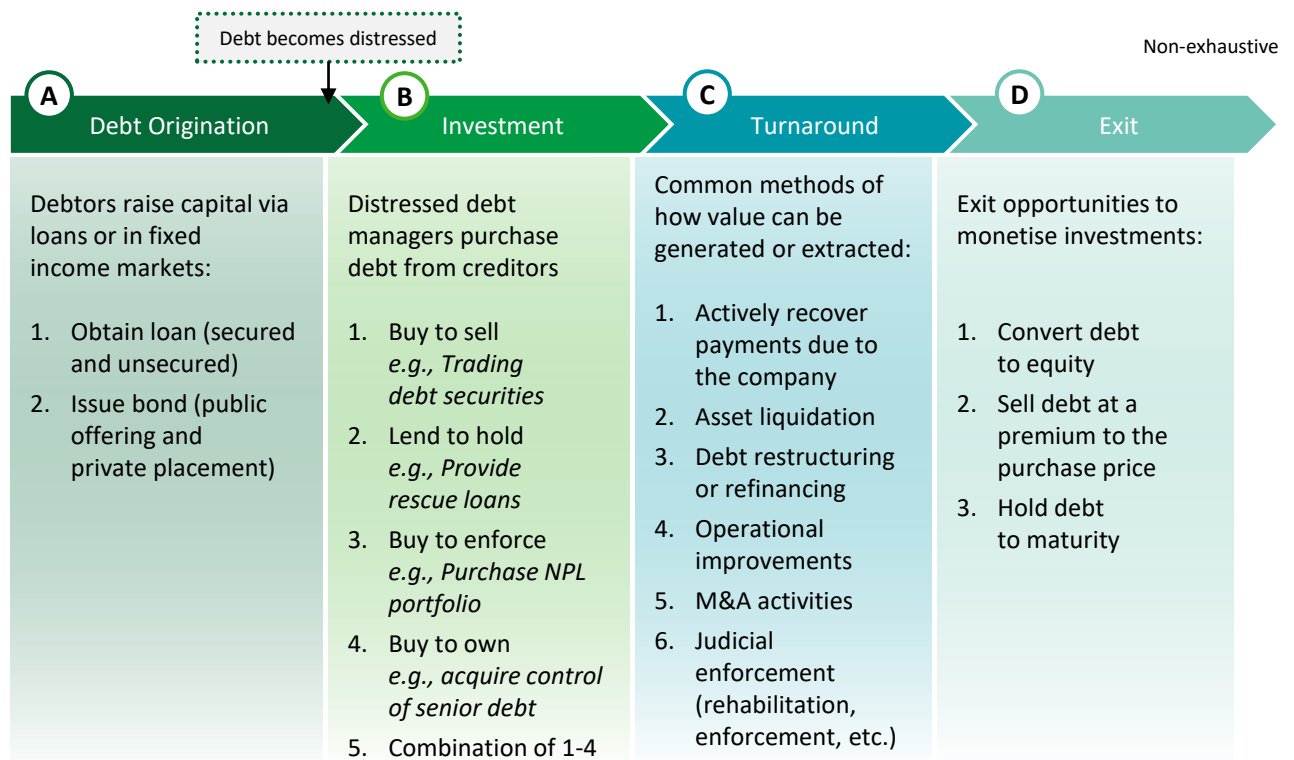 Debt becomes distressed
Non-exhaustive
A
Debt Origination
B
Investment
C
Turnaround
D
Exit
Debtors raise capital via
loans or in fixed
income markets:
1. Obtain loan (secured
and unsecured)
2. Issue bond (public
offering and
private placement)
Distressed debt
managers purchase
debt from creditors
1. Buy to sell
e.g., Trading
debt securities
2. Lend to hold
e.g., Provide
rescue loans
3. Buy to enforce
e.g., Purchase NPL
portfolio
4. Buy to own
e.g., acquire control
of senior debt
5. Combination of 1-4
Common methods of
how value can be
generated or extracted:
1. Actively recover
payments due to
the company
2. Asset liquidation
3. Debt restructuring
or refinancing
4. Operational
improvements
5. M&A activities
6. Judicial
enforcement
(rehabilitation,
enforcement, etc.)
Exit opportunities to
monetise investments:
1. Convert debt
to equity
2. Sell debt at a
premium to the
purchase price
3. Hold debt
to maturity